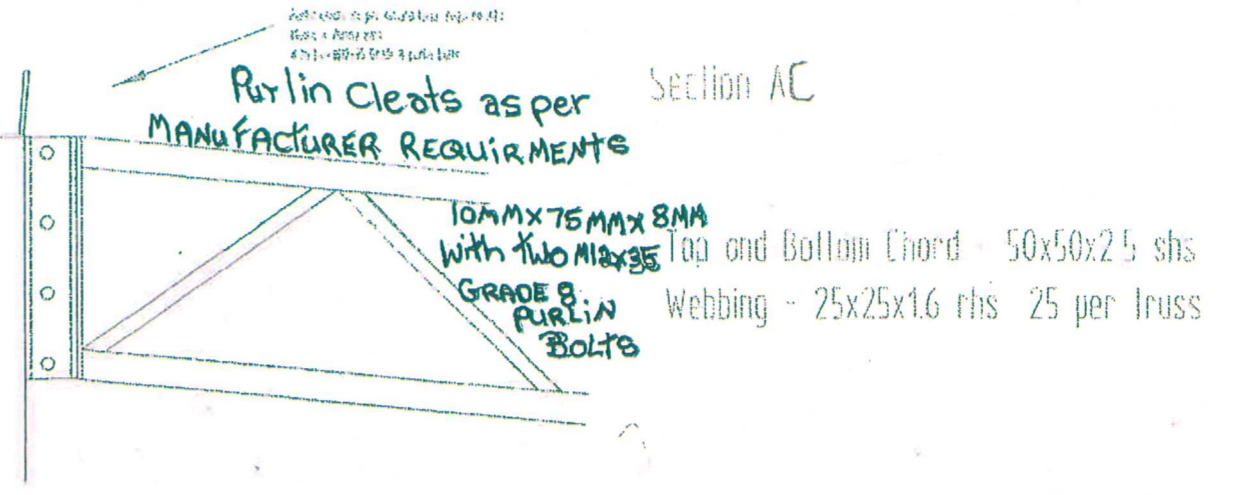 Purlin Cleats as per
MANUFACTURER REQUIRMENTS
10MM x 75MM x 8MM
With two M12x35
GRADE 8
PURLIN
BOLTS
Section AC
Top and Bottom Chord - 50x50x2.5 shs
Webbing - 25x25x1.6 rhs 25 per truss